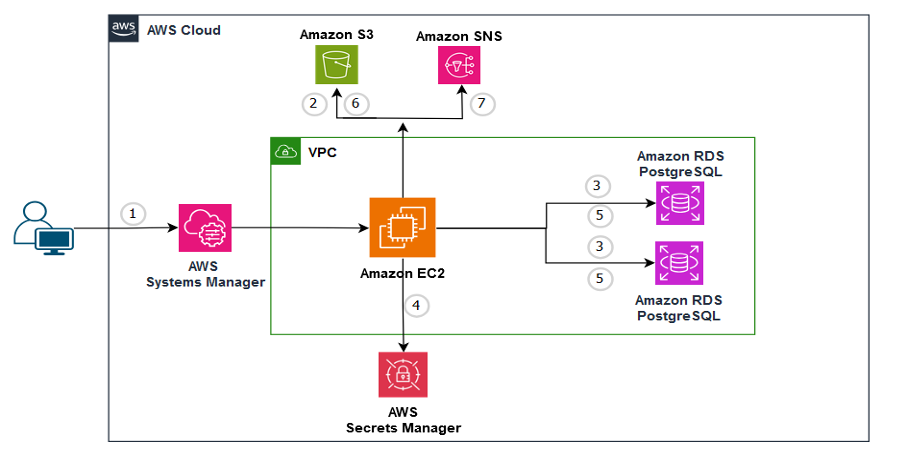 aws
AWS Cloud
Amazon S3
Amazon SNS
2
6
7
VPC
Amazon RDS
PostgreSQL
3
1
5
3
Amazon EC2
AWS
Systems Manager
5
4
Amazon RDS
PostgreSQL
AWS
Secrets Manager